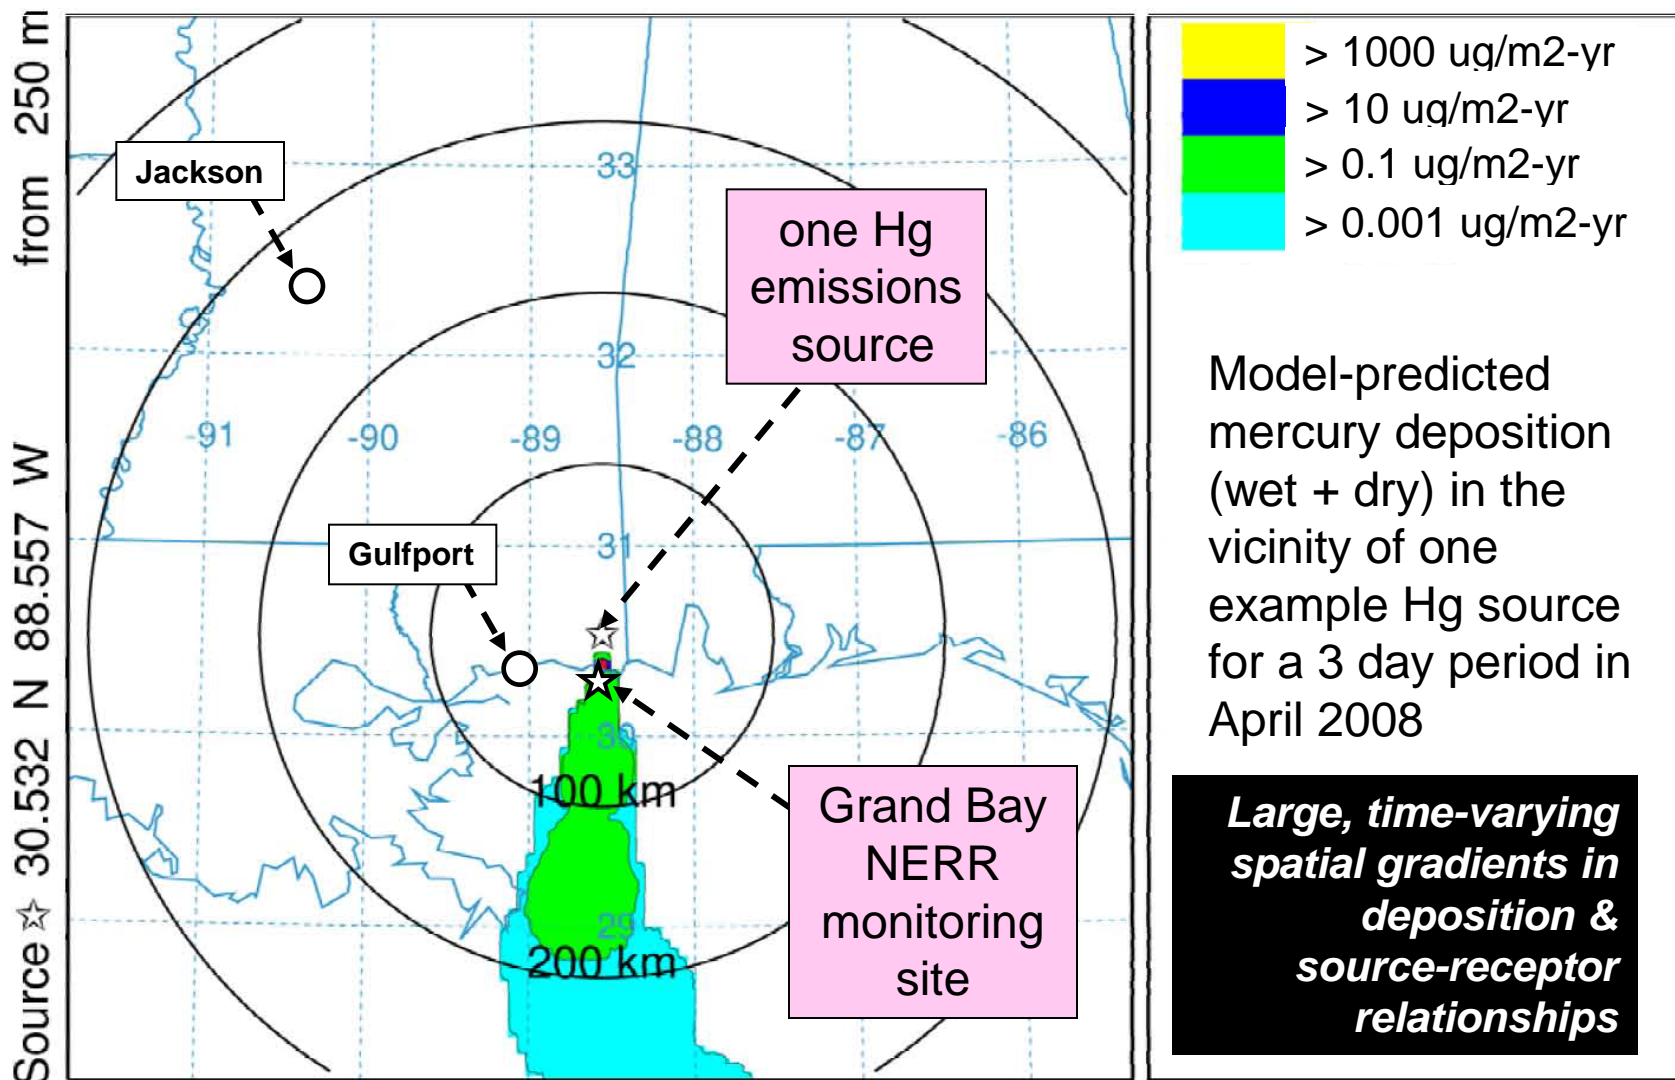 Source ☆ 30.532 N 88.557 W from 250 m
Jackson
33
one Hg
emissions
source
32
-91
-90
-89
-88
-87
-86
Gulfport
31
30
100 km
Grand Bay
NERR
monitoring
site
29
200 km
> 1000 ug/m2-yr
> 10 ug/m2-yr
> 0.1 ug/m2-yr
> 0.001 ug/m2-yr
Model-predicted
mercury deposition
(wet + dry) in the
vicinity of one
example Hg source
for a 3 day period in
April 2008
Large, time-varying
spatial gradients in
deposition &
source-receptor
relationships